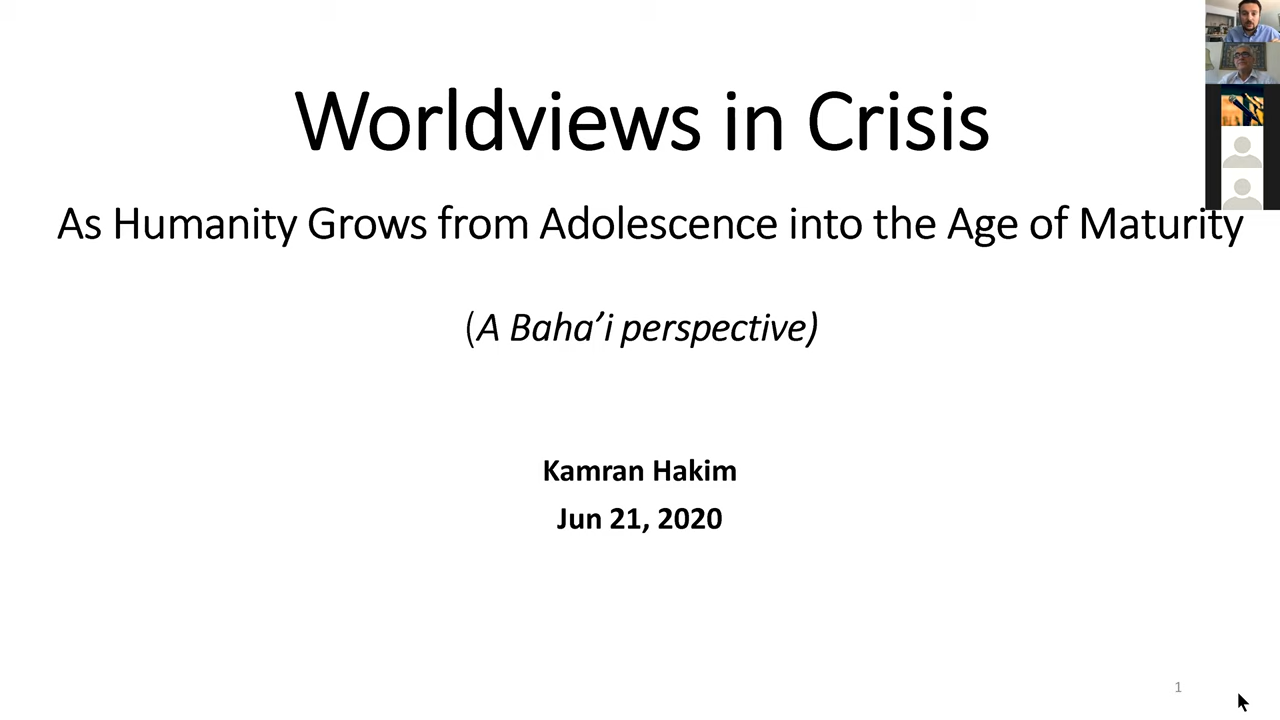 Worldviews in Crisis
As Humanity Grows from Adolescence into the Age of Maturity
(A Baha’i perspective)
Kamran Hakim
Jun 21, 2020
1